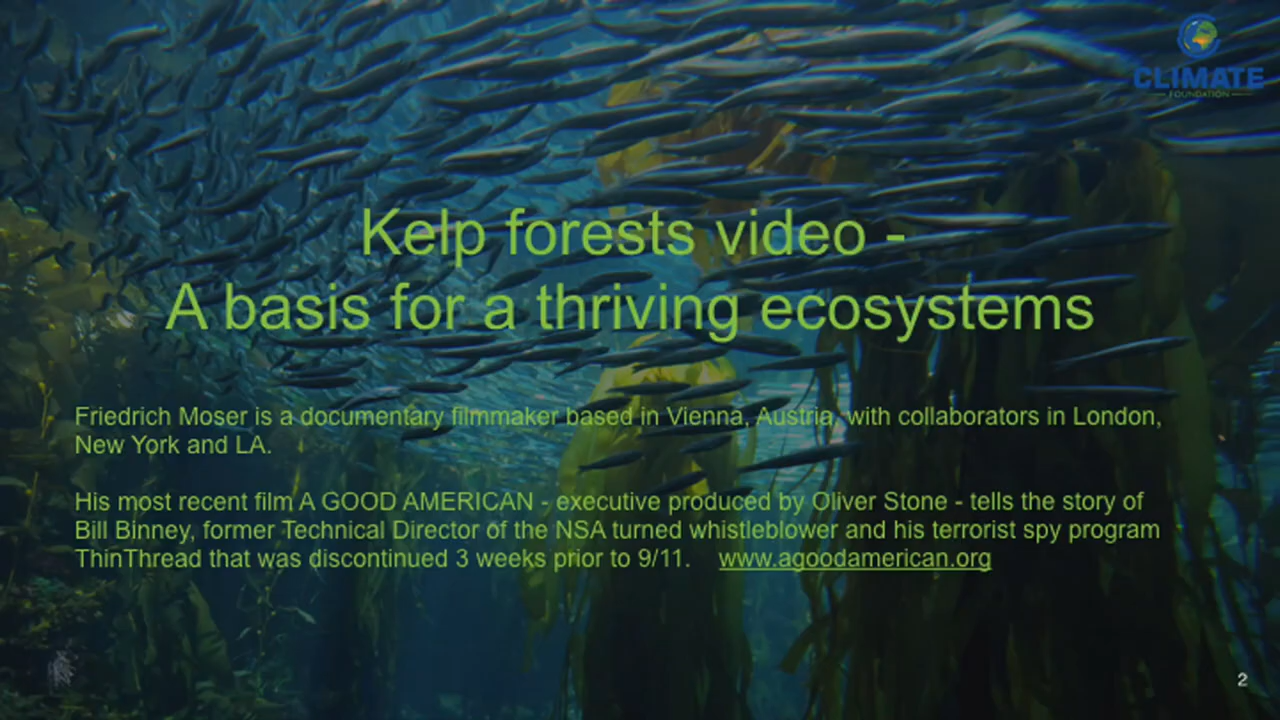 CLIMATE
FOUNDATION
Kelp forests video -
A basis for a thriving ecosystems
Friedrich Moser is a documentary filmmaker based in Vienna, Austria, with collaborators in London,
New York and LA.
His most recent film A GOOD AMERICAN - executive produced by Oliver Stone - tells the story of
Bill Binney, former Technical Director of the NSA turned whistleblower and his terrorist spy program
ThinThread that was discontinued 3 weeks prior to 9/11. www.agoodamerican.org
2